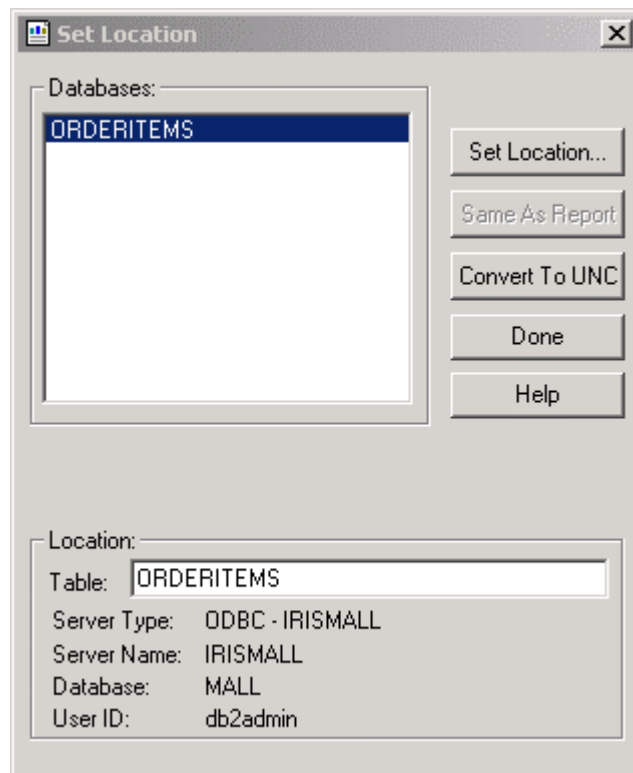 Set Location
Databases:
ORDERITEMS
Set Location...
Same As Report
Convert To UNC
Done
Help
Location:
Table: ORDERITEMS
Server Type: ODBC - IRISMALL
Server Name: IRISMALL
Database: MALL
User ID: db2admin